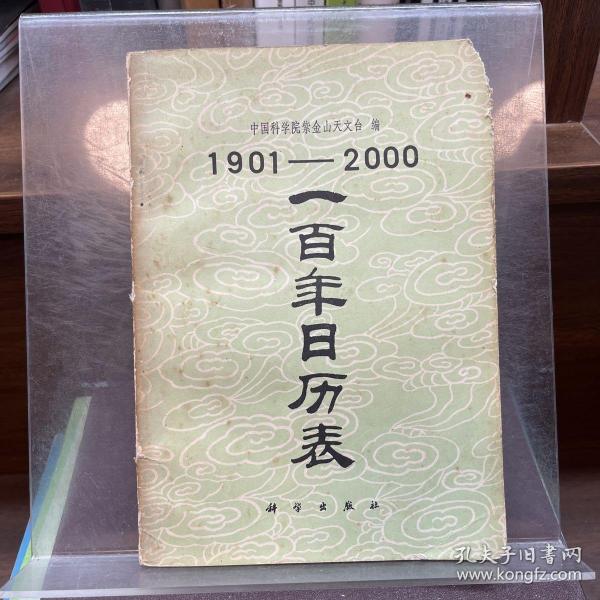 中国科学院紫金山天文台 编
1901—2000
一百年日历表
科学出版社
孔夫子旧书网
www.kongfz.com